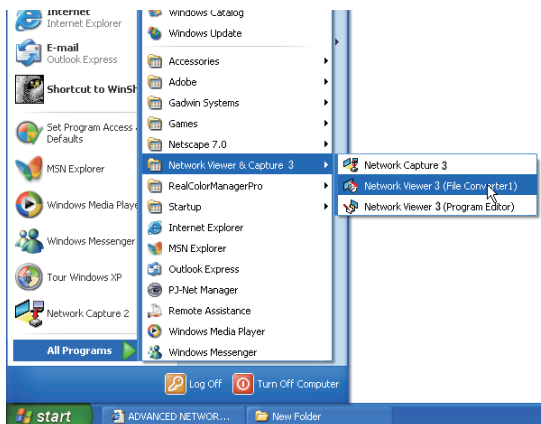 Internet
Internet Explorer
E-mail
Outlook Express
Shortcut to WinSh
Set Program Access
Defaults
MSN Explorer
Windows Media Playe
Windows Messenger
Tour Windows XP
Network Capture 2
All Programs
Windows Catalog
Windows Update
Accessories
Adobe
Gadwin Systems
Games
Netscape 7.0
Network Viewer & Capture 3
RealColorManagerPro
Startup
Internet Explorer
MSN Explorer
Outlook Express
PJ-Net Manager
Remote Assistance
Windows Media Player
Windows Messenger
Network Capture 3
Network Viewer 3 (File Converter1)
Network Viewer 3 (Program Editor)
Log Off
Turn Off Computer
start
ADVANCED NETWOR...
New Folder